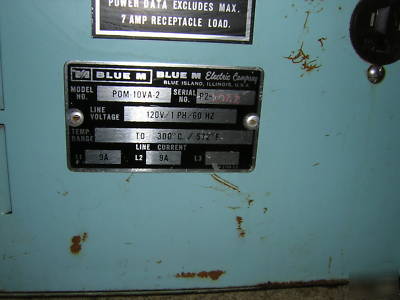 POWER DATA EXCLUDES MAX.
7 AMP RECEPTACLE LOAD.
BLUE M BLUE M Electric Company
BLUE ISLAND, ILLINOIS, U.S.A.
MODEL NO. POM-10VA-2 SERIAL NO. P2-
LINE VOLTAGE 120V/1 PH/60 HZ
TEMP. RANGE TO 300°C. / 572°F.
LINE CURRENT
L1 9A L2 9A L3